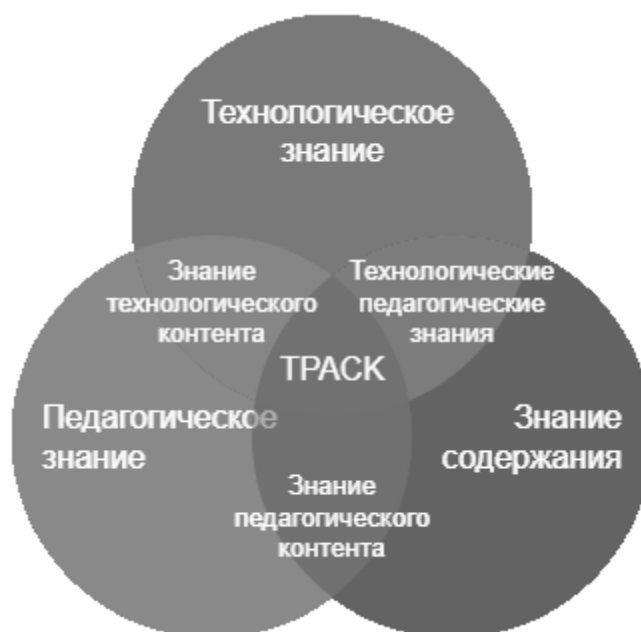 Технологическое
знание
Знание
технологического
контента
Технологические
педагогические
знания
TPACK
Педагогическое
знание
Знание
содержания
Знание
педагогического
контента